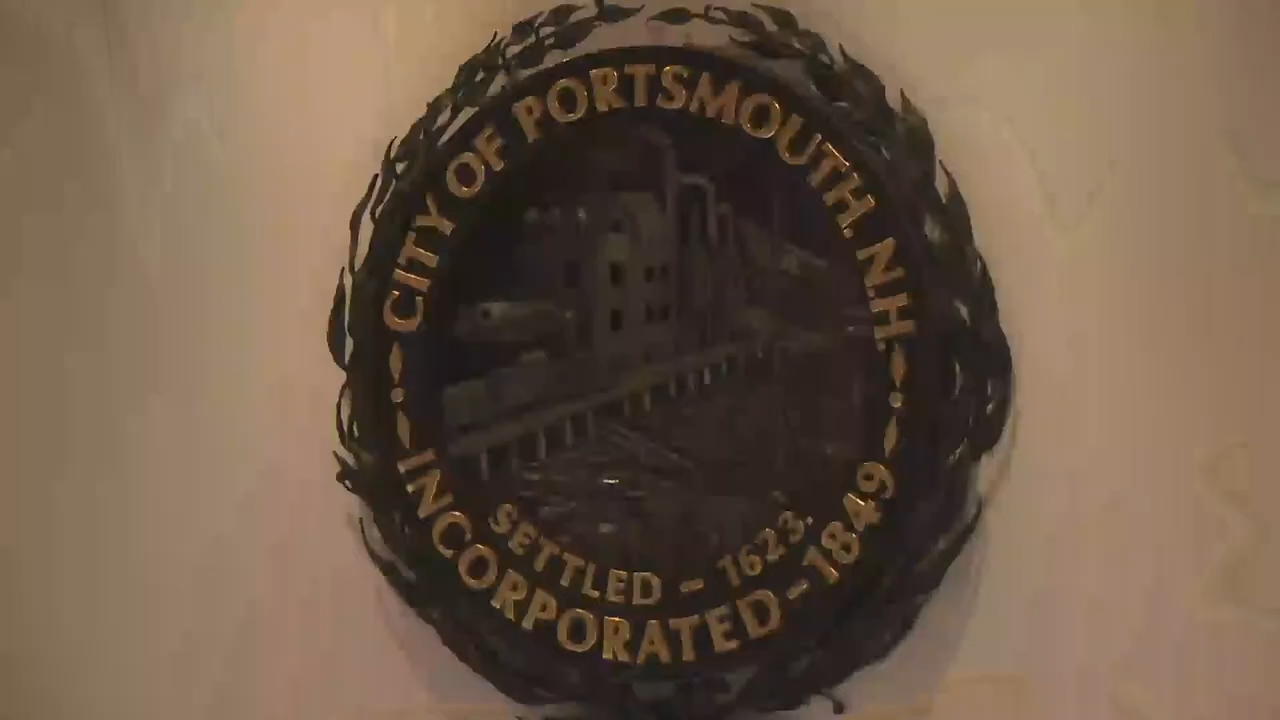 CITY OF PORTSMOUTH. N.H.
SETTLED - 1623.
INCORPORATED - 1849